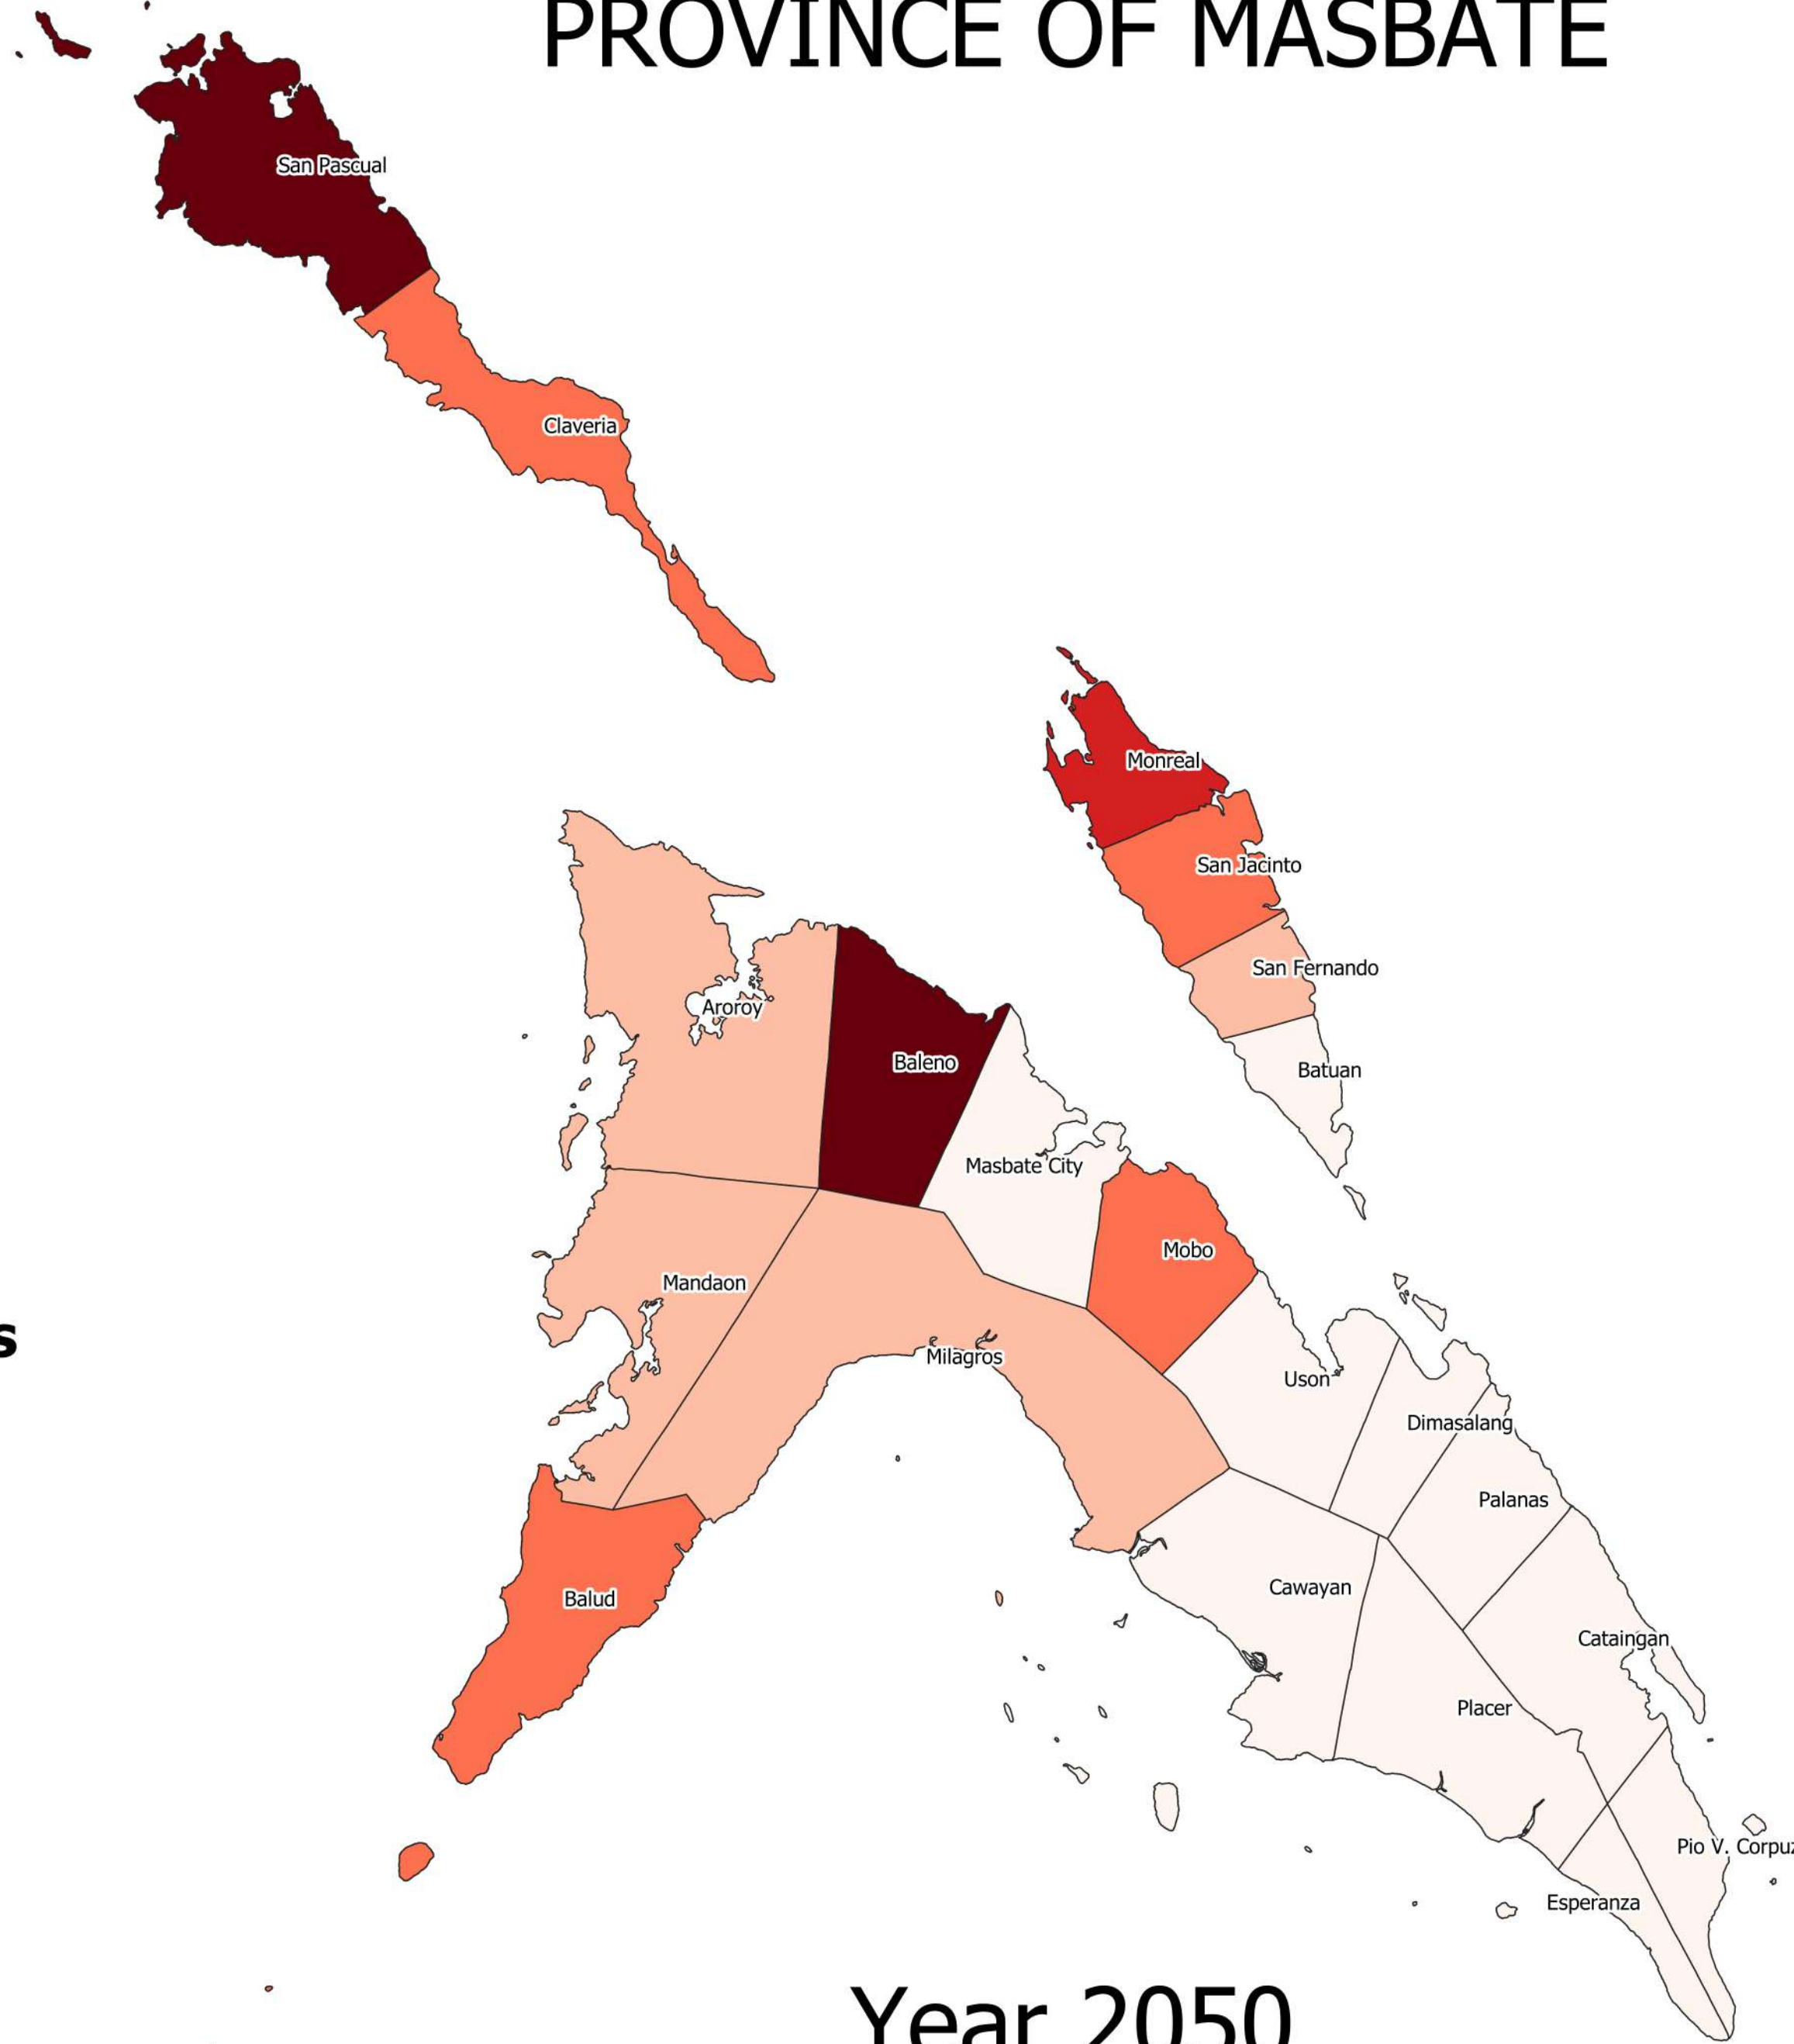 PROVINCE OF MASBATE
San Pascual
Claveria
Monreal
San Jacinto
San Fernando
Aroroy
Baleno
Batuan
Masbate City
Mobo
Mandaon
Milagros
Uson
Dimasalang
Palanas
Cawayan
Balud
Cataingan
Placer
Pio V. Corpuz
Esperanza
s
Year 2050